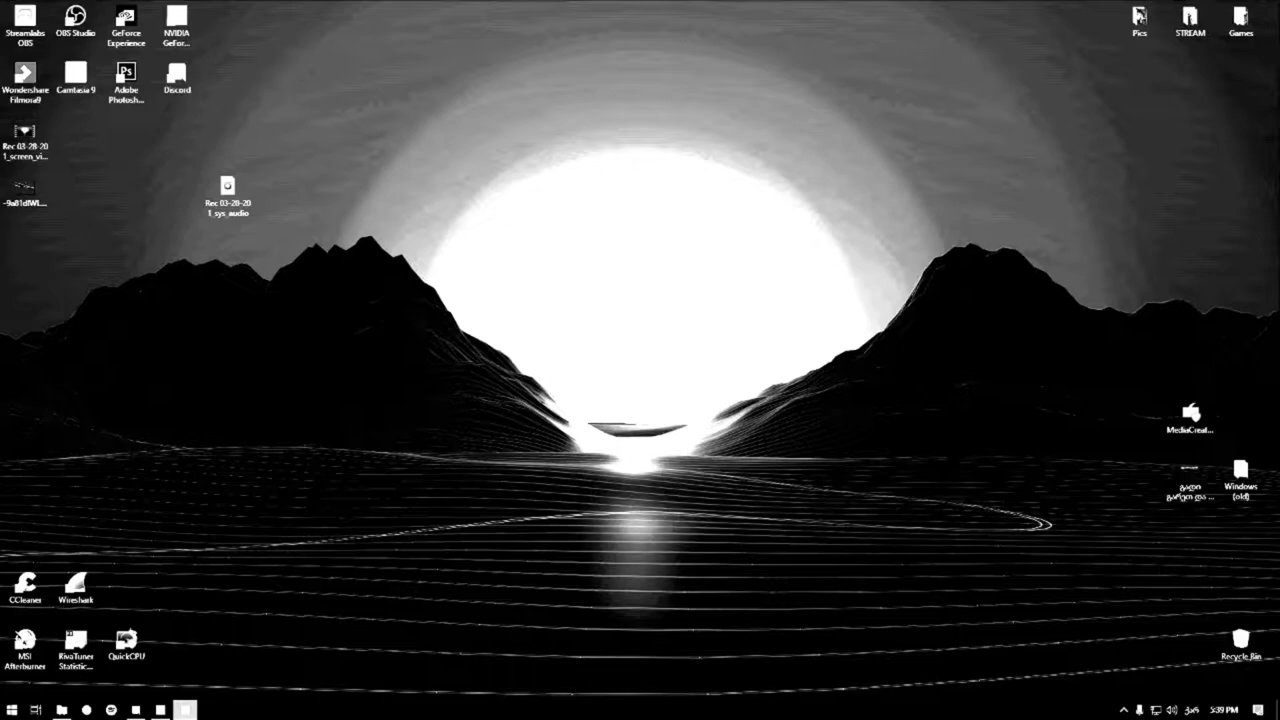 Streamlabs
OBS
OBS Studio
GeForce
Experience
NVIDIA
GeFor...
Pics
STREAM
Games
Wondershare
Filmora9
Camtasia 9
Adobe
Photosh...
Discord
Rec 03-28-20
1_screen_vi...
Rec 03-28-20
1_sys_audio
MediaCreat...
Windows
(old)
CCleaner
Wireshark
MSI
Afterburner
RivaTuner
Statistic...
QuickCPU
Recycle Bin
5:39 PM